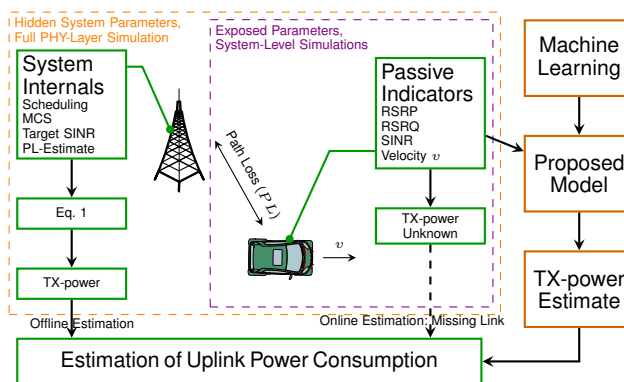 Hidden System Parameters,
Full PHY-Layer Simulation
Exposed Parameters,
System-Level Simulations
System
Internals
Scheduling
MCS
Target SINR
PL-Estimate
Eq. 1
TX-power
Offline Estimation
Path Loss (PL)
v
Passive
Indicators
RSRP
RSRQ
SINR
Velocity v
TX-power
Unknown
Online Estimation: Missing Link
Machine
Learning
Proposed
Model
TX-power
Estimate
Estimation of Uplink Power Consumption